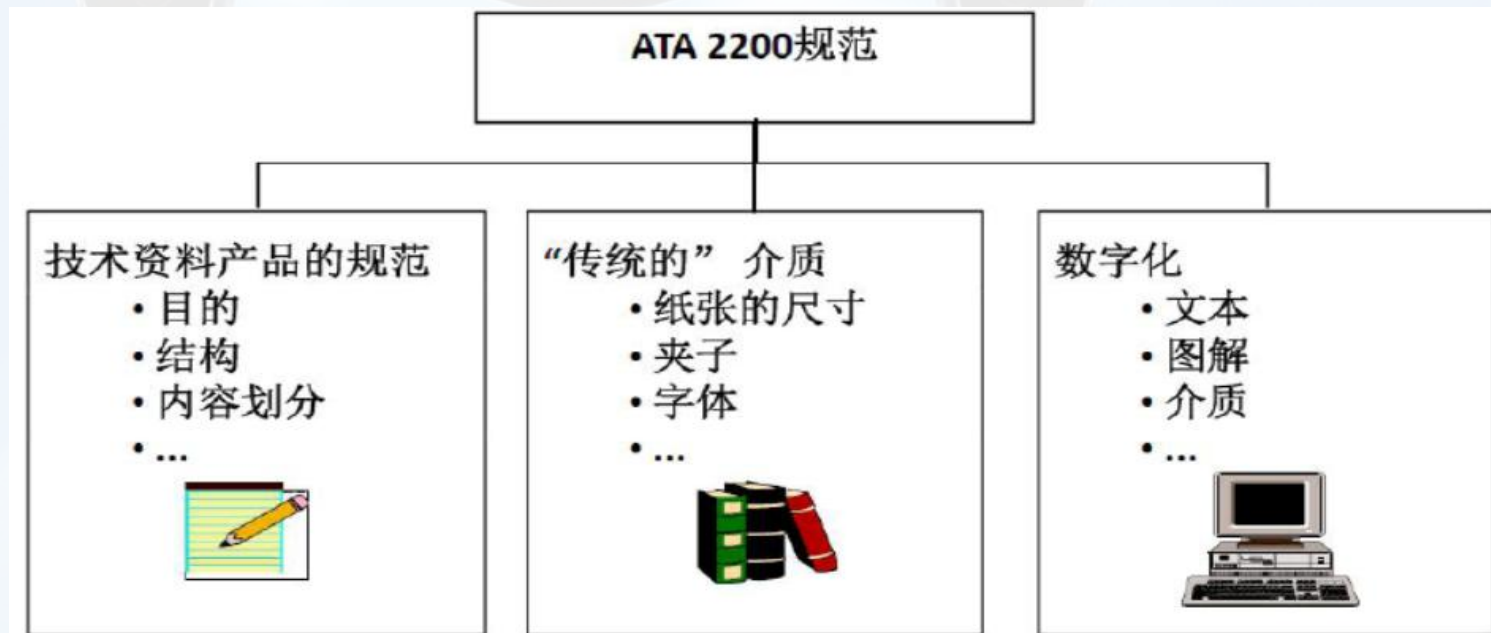 ATA 2200规范
技术资料产品的规范
• 目的
• 结构
• 内容划分
• ...
“传统的” 介质
• 纸张的尺寸
• 夹子
• 字体
• ...
数字化
• 文本
• 图解
• 介质
• ...